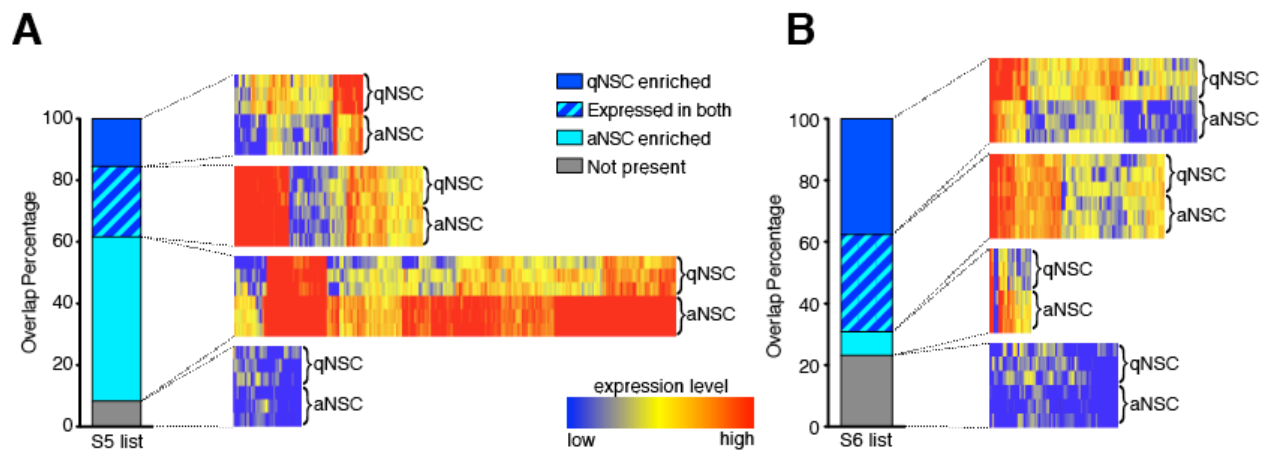 A
B
qNSC enriched
Expressed in both
aNSC enriched
Not present
Overlap Percentage
100
80
60
40
20
0
S5 list
qNSC
aNSC
qNSC
aNSC
qNSC
aNSC
qNSC
aNSC
expression level
low
high
Overlap Percentage
100
80
60
40
20
0
S6 list
qNSC
aNSC
qNSC
aNSC
qNSC
aNSC
qNSC
aNSC